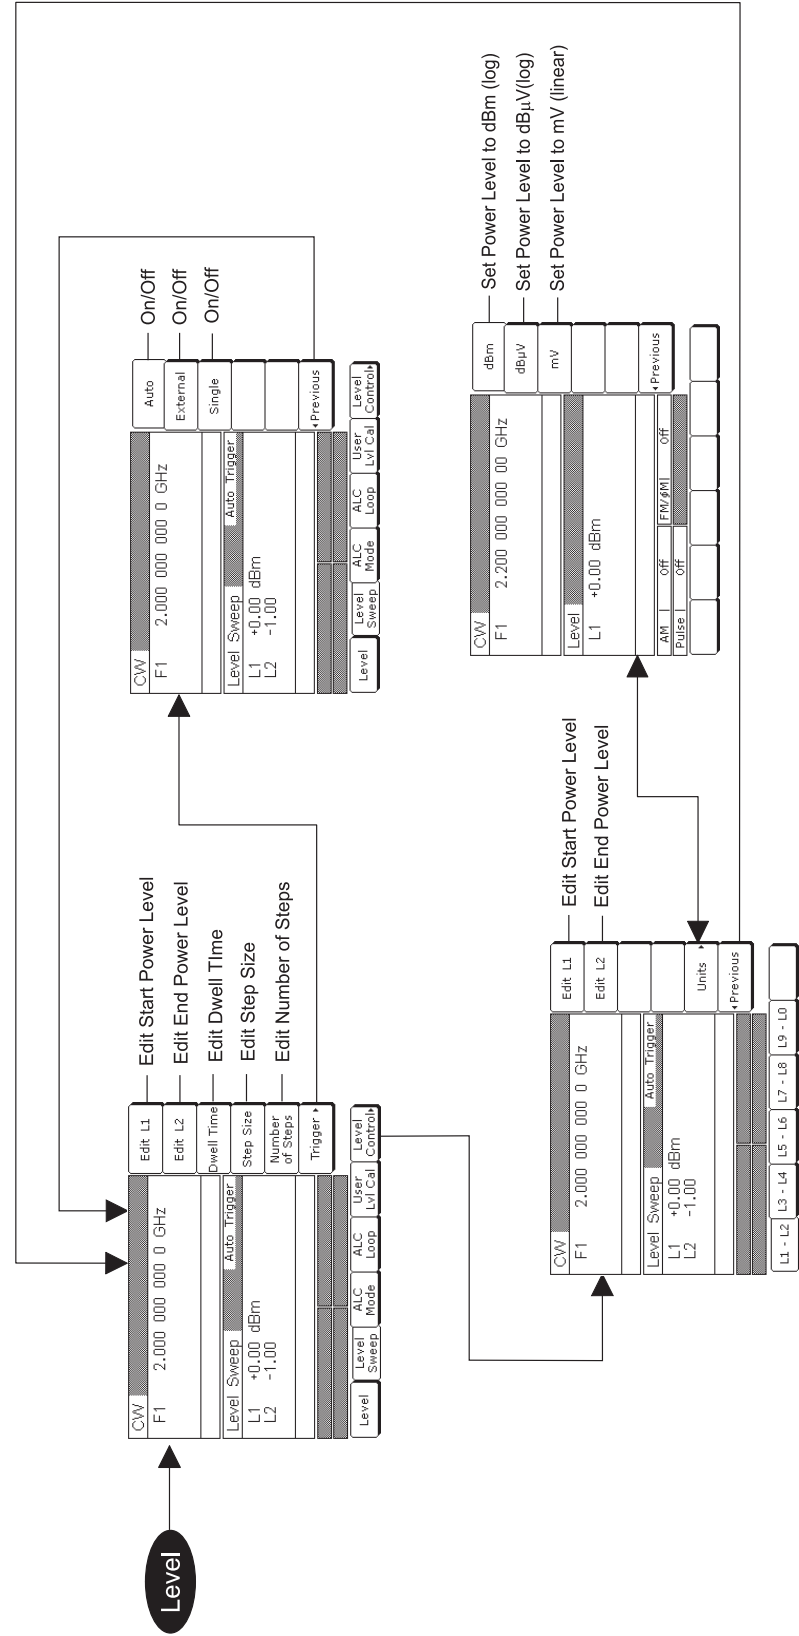 Level
CW
F1 2.000 000 000 0 GHz
Level Sweep Auto Trigger
L1 +0.00 dBm
L2 -1.00
Edit L1
Edit L2
Dwell Time
Step Size
Number
of Steps
Trigger ▸
Level
Level
Sweep
ALC
Mode
ALC
Loop
User
Lvl Cal
Level
Control▸
Edit Start Power Level
Edit End Power Level
Edit Dwell TIme
Edit Step Size
Edit Number of Steps
CW
F1 2.000 000 000 0 GHz
Level Sweep Auto Trigger
L1 +0.00 dBm
L2 -1.00
Auto
External
Single
◂Previous
Level
Level
Sweep
ALC
Mode
ALC
Loop
User
Lvl Cal
Level
Control▸
On/Off
On/Off
On/Off
CW
F1 2.000 000 000 0 GHz
Level Sweep Auto Trigger
L1 +0.00 dBm
L2 -1.00
Edit L1
Edit L2
Units ▸
◂Previous
L1 - L2
L3 - L4
L5 - L6
L7 - L8
L9 - L0
Edit Start Power Level
Edit End Power Level
CW
F1 2.200 000 000 00 GHz
Level
L1 +0.00 dBm
AM | off FM/ϕM| off
Pulse | off
dBm
dBµV
mV
◂Previous
Set Power Level to dBm (log)
Set Power Level to dBµV(log)
Set Power Level to mV (linear)